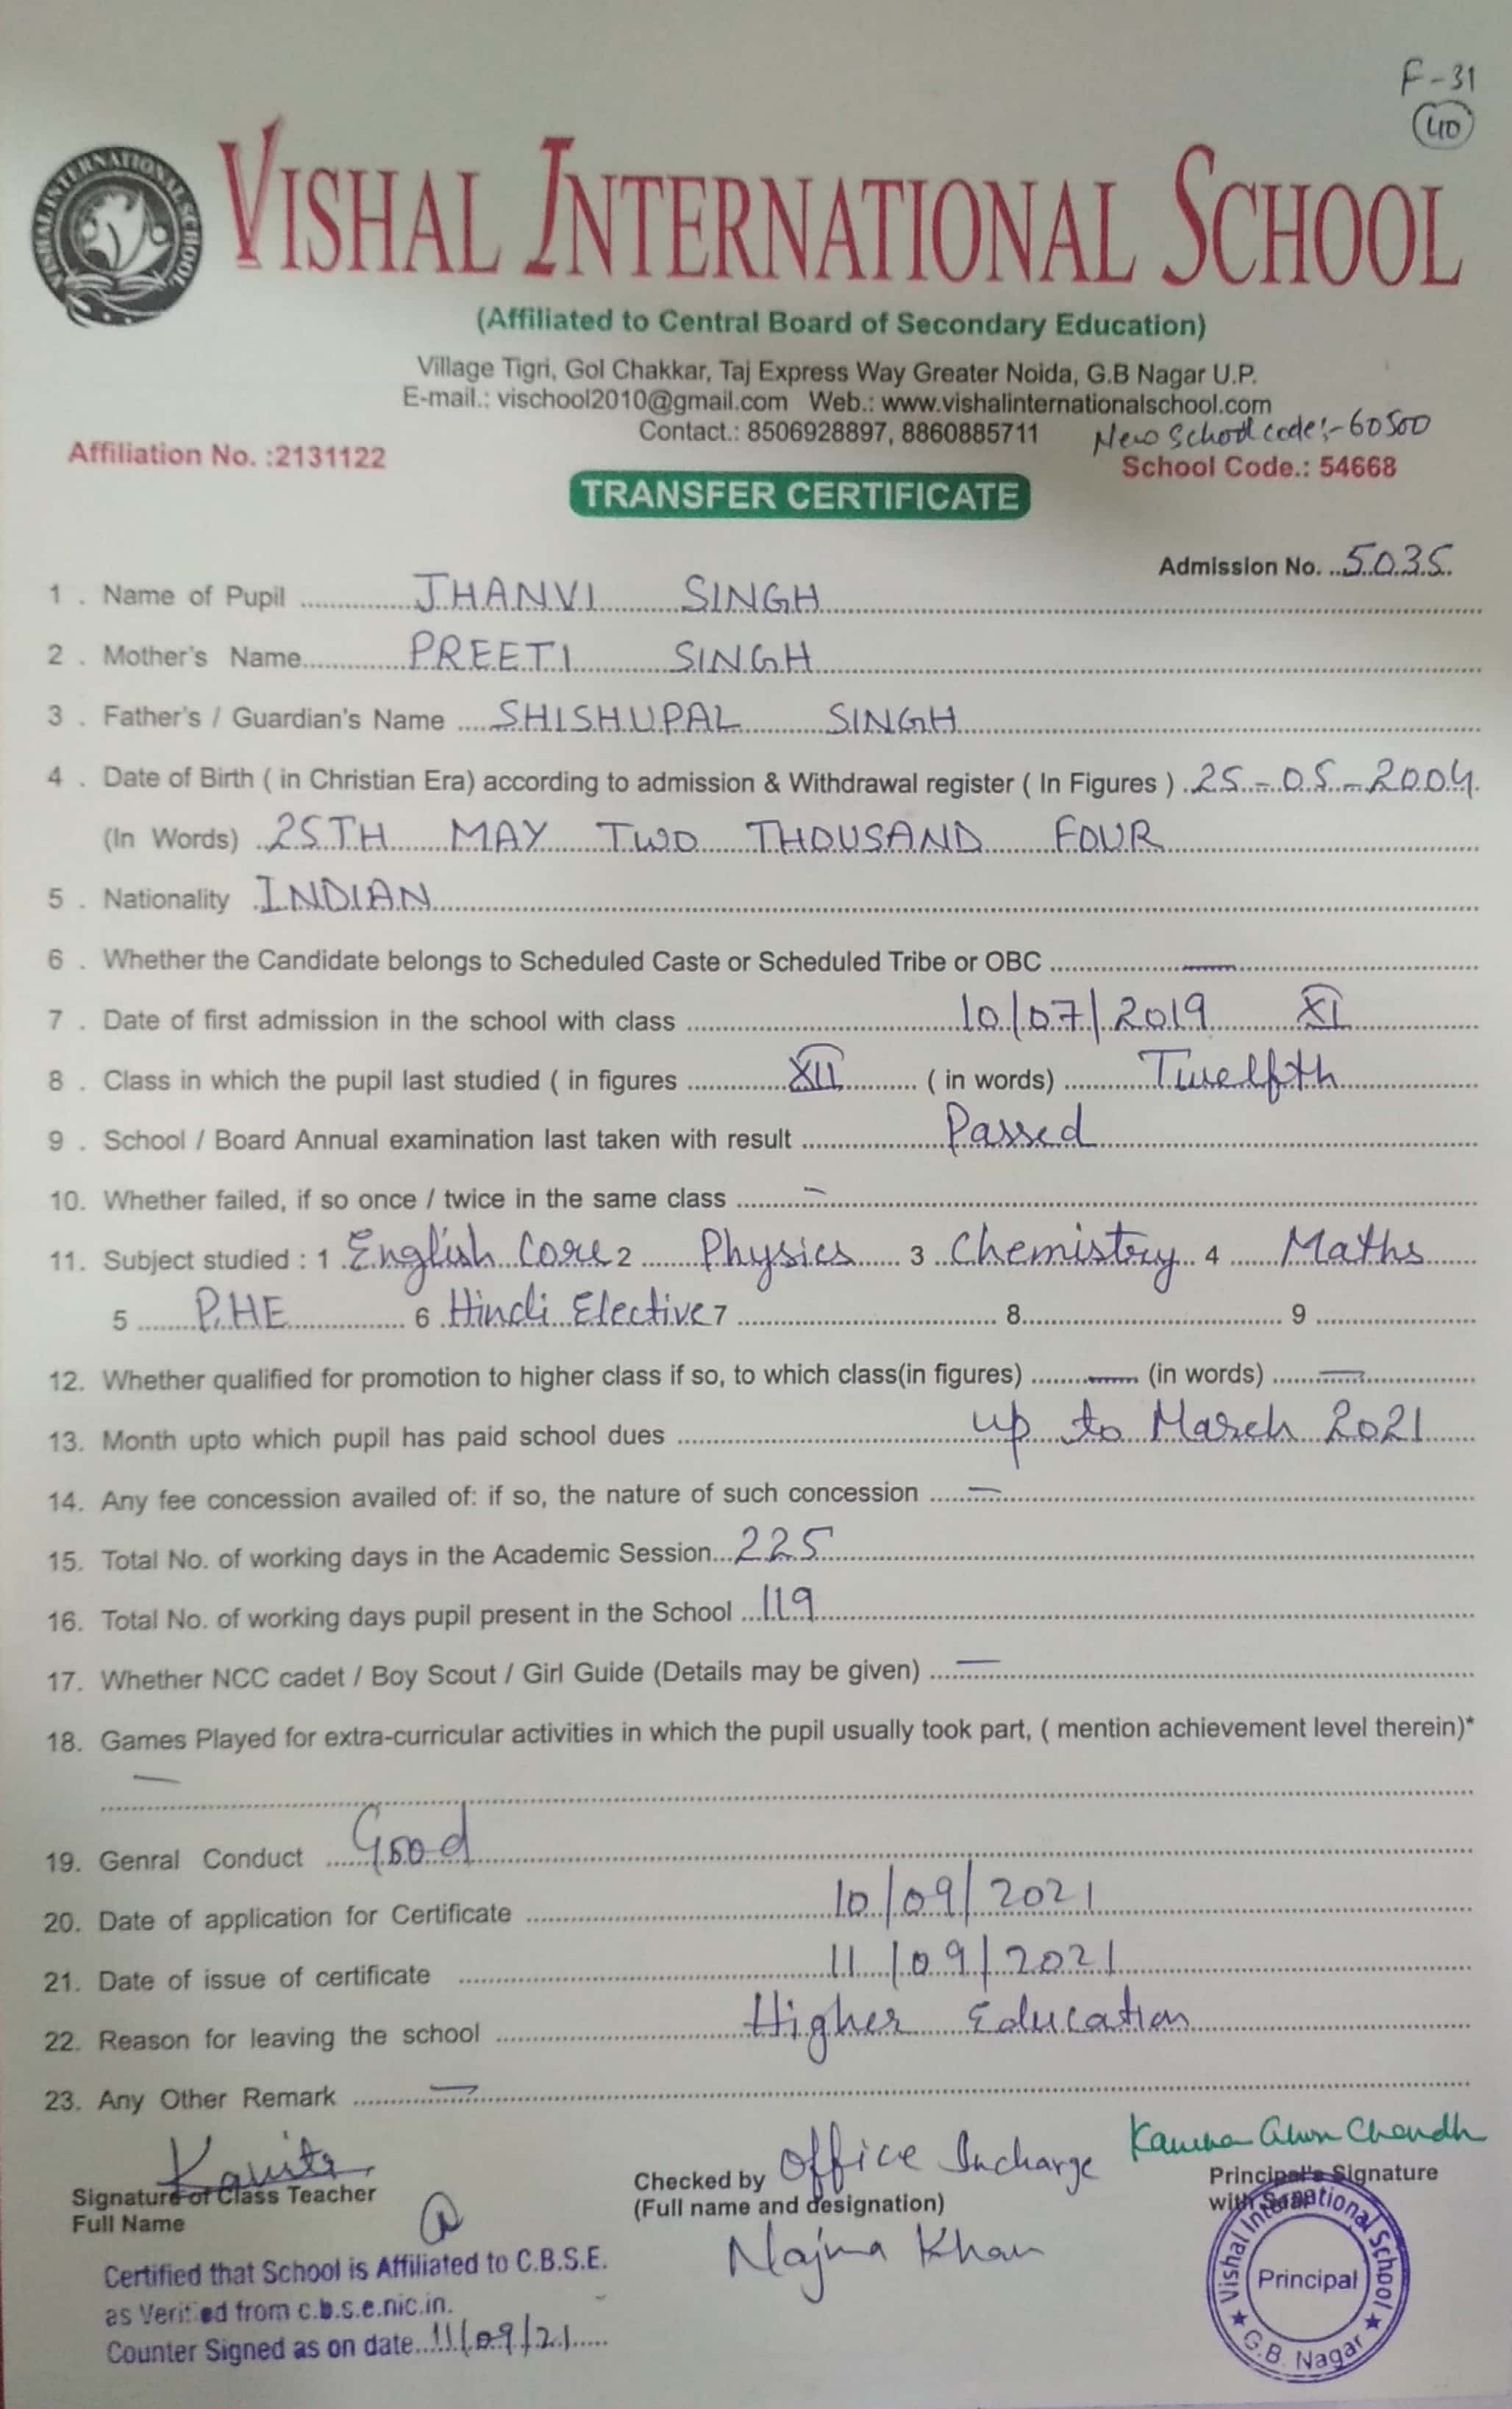 F-31
40
VISHAL INTERNATIONAL SCHOOL
VISHAL INTERNATIONAL SCHOOL
(Affiliated to Central Board of Secondary Education)
Village Tigri, Gol Chakkar, Taj Express Way Greater Noida, G.B Nagar U.P.
E-mail.: vischool2010@gmail.com Web.: www.vishalinternationalschool.com
Contact.: 8506928897, 8860885711 New School code:-60500
Affiliation No. :2131122 School Code.: 54668
TRANSFER CERTIFICATE
Admission No. 5035
1 . Name of Pupil JHANVI SINGH
2 . Mother's Name PREETI SINGH
3 . Father's / Guardian's Name SHISHUPAL SINGH
4 . Date of Birth ( in Christian Era) according to admission & Withdrawal register ( In Figures ) 25-05-2004
(In Words) 25TH MAY TWO THOUSAND FOUR
5 . Nationality INDIAN
6 . Whether the Candidate belongs to Scheduled Caste or Scheduled Tribe or OBC —
7 . Date of first admission in the school with class 10/07/2019 XI
8 . Class in which the pupil last studied ( in figures XII ( in words) Twelfth
9 . School / Board Annual examination last taken with result Passed
10. Whether failed, if so once / twice in the same class —
11. Subject studied : 1 English Core 2 Physics 3 Chemistry 4 Maths
5 P.HE 6 Hindi Elective 7 8 9
12. Whether qualified for promotion to higher class if so, to which class(in figures) — (in words) —
13. Month upto which pupil has paid school dues up to March 2021
14. Any fee concession availed of: if so, the nature of such concession —
15. Total No. of working days in the Academic Session 225
16. Total No. of working days pupil present in the School 119
17. Whether NCC cadet / Boy Scout / Girl Guide (Details may be given) —
18. Games Played for extra-curricular activities in which the pupil usually took part, ( mention achievement level therein)*
—
19. Genral Conduct Good
20. Date of application for Certificate 10/09/2021
21. Date of issue of certificate 11/09/2021
22. Reason for leaving the school Higher Education
23. Any Other Remark —
Kavita
Signature of Class Teacher
Full Name
Checked by Office Incharge
(Full name and designation)
Najma Khan
Principal's Signature
with Seal
Vishal International School
Principal
G.B. Nagar
Certified that School is Affiliated to C.B.S.E.
as Verified from c.b.s.e.nic.in.
Counter Signed as on date 11/09/21